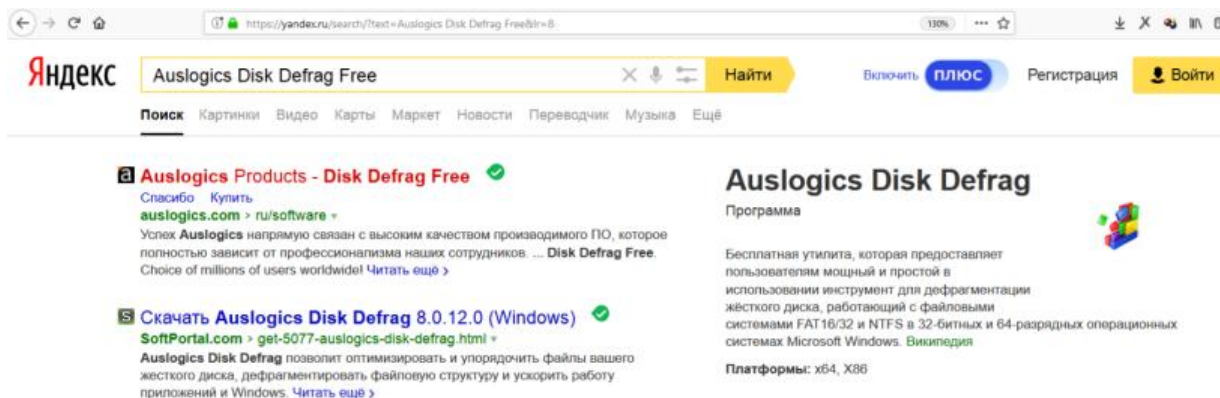 https://yandex.ru/search/?text=Auslogics Disk Defrag Free&lr=8
130%
Яндекс
Auslogics Disk Defrag Free
Найти
Включить ПЛЮС
Регистрация
Войти
Поиск Картинки Видео Карты Маркет Новости Переводчик Музыка Ещё
Auslogics Products - Disk Defrag Free
Спасибо Купить
auslogics.com > ru/software
Успех Auslogics напрямую связан с высоким качеством производимого ПО, которое
полностью зависит от профессионализма наших сотрудников. ... Disk Defrag Free.
Choice of millions of users worldwide! Читать ещё >
Скачать Auslogics Disk Defrag 8.0.12.0 (Windows)
SoftPortal.com > get-5077-auslogics-disk-defrag.html
Auslogics Disk Defrag позволит оптимизировать и упорядочить файлы вашего
жесткого диска, дефрагментировать файловую структуру и ускорить работу
приложений и Windows. Читать ещё >
Auslogics Disk Defrag
Программа
Бесплатная утилита, которая предоставляет
пользователям мощный и простой в
использовании инструмент для дефрагментации
жёсткого диска, работающий с файловыми
системами FAT16/32 и NTFS в 32-битных и 64-разрядных операционных
системах Microsoft Windows. Википедия
Платформы: x64, X86